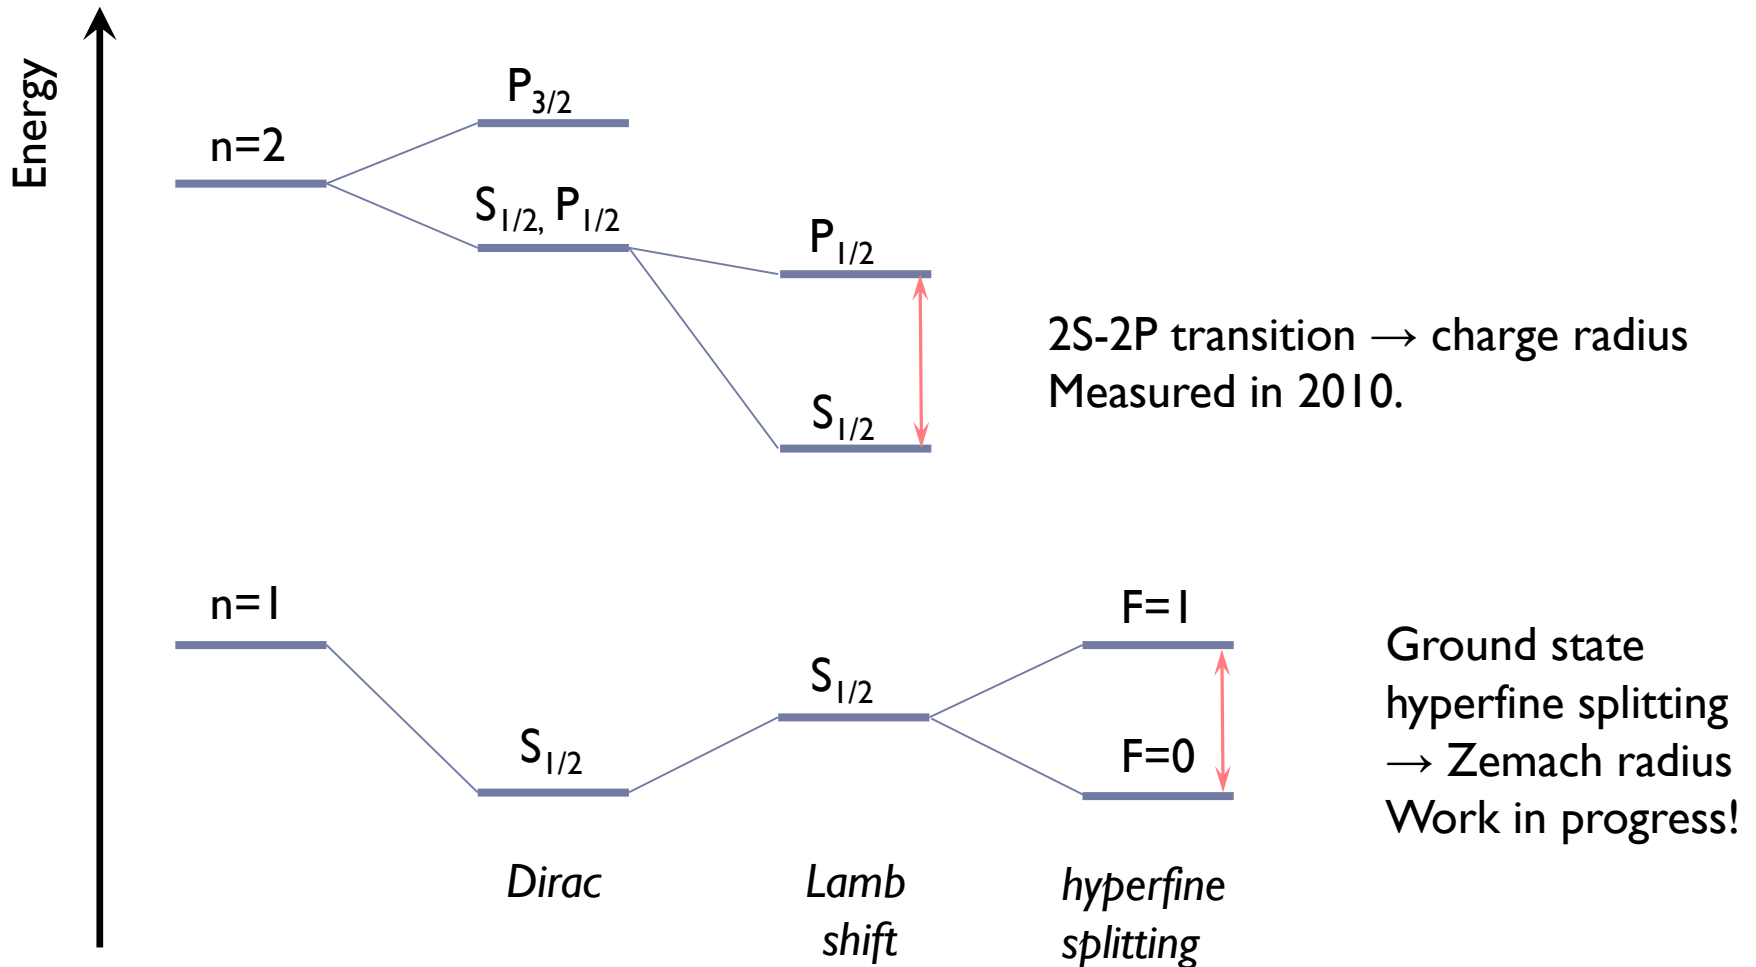 Energy
P3/2
n=2
S1/2, P1/2
P1/2
2S-2P transition → charge radius
Measured in 2010.
S1/2
n=1
F=1
Ground state
hyperfine splitting
→ Zemach radius
Work in progress!
S1/2
S1/2
F=0
Dirac
Lamb
shift
hyperfine
splitting